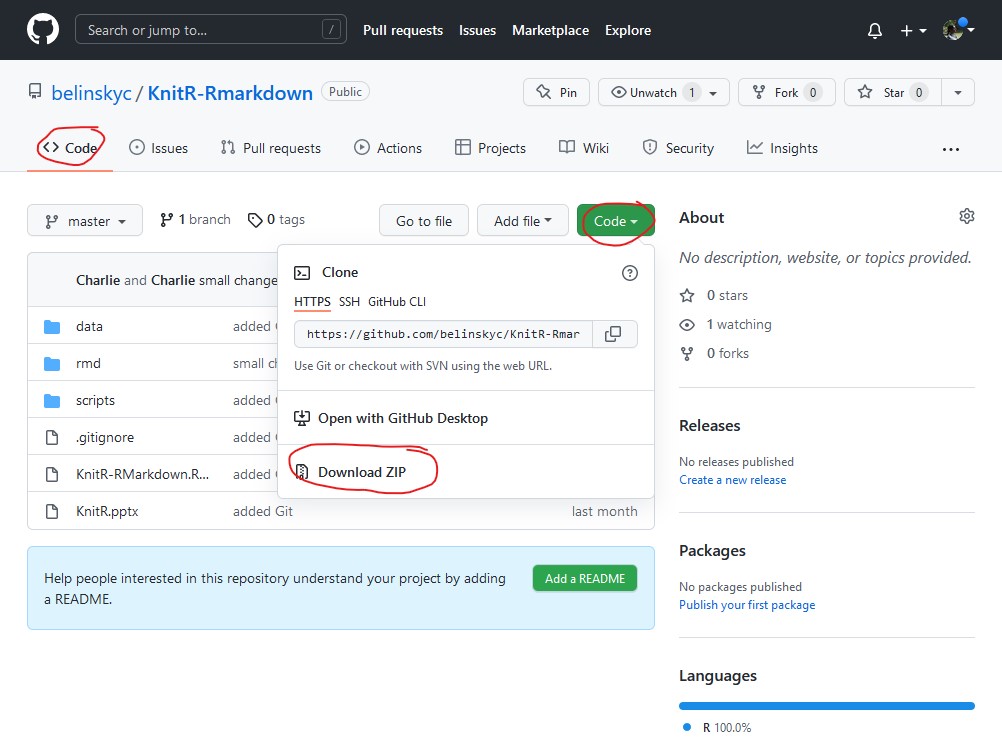 Search or jump to... / Pull requests Issues Marketplace Explore
belinskyc / KnitR-Rmarkdown Public Pin Unwatch 1 Fork 0 Star 0
Code Issues Pull requests Actions Projects Wiki Security Insights ...
master 1 branch 0 tags Go to file Add file Code
Charlie and Charlie small change
data added G
rmd small ch
scripts added G
.gitignore added G
KnitR-RMarkdown.R... added G
KnitR.pptx added Git last month
Clone
HTTPS SSH GitHub CLI
https://github.com/belinskyc/KnitR-Rmar
Use Git or checkout with SVN using the web URL.
Open with GitHub Desktop
Download ZIP
Help people interested in this repository understand your project by adding
a README.
Add a README
About
No description, website, or topics provided.
0 stars
1 watching
0 forks
Releases
No releases published
Create a new release
Packages
No packages published
Publish your first package
Languages
R 100.0%